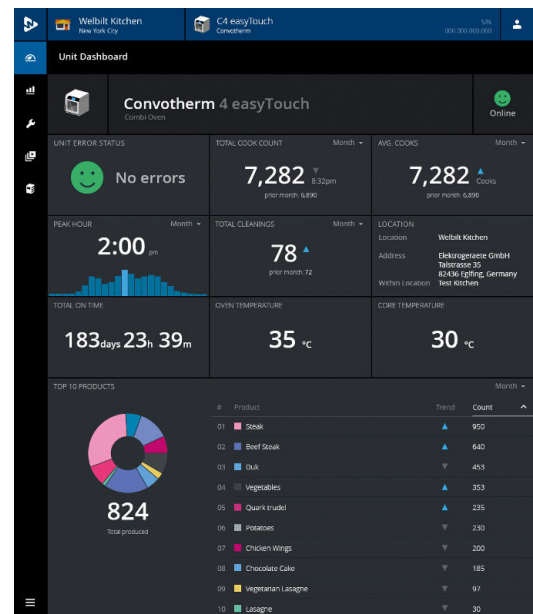 Welbilt Kitchen
New York City
C4 easyTouch
Convotherm
S/N
000.000.000.000
Unit Dashboard
Convotherm 4 easyTouch
Combi Oven
Online
UNIT ERROR STATUS
No errors
TOTAL COOK COUNT Month
7,282 8:32pm
prior month: 6,890
AVG. COOKS Month
7,282 Cooks
prior month: 6,890
PEAK HOUR Month
2:00 pm
TOTAL CLEANINGS Month
78
prior month: 72
LOCATION
Location Welbilt Kitchen
Address Elektrogeraete GmbH
Talstrasse 35
82436 Eglfing, Germany
Within Location Test Kitchen
TOTAL ON TIME
183days 23h 39m
OVEN TEMPERATURE
35 °C
CORE TEMPERATURE
30 °C
TOP 10 PRODUCTS Month
824
Total produced
# Product Trend Count
01 Steak 950
02 Beef Steak 640
03 Duk 453
04 Vegetables 353
05 Quark trudel 235
06 Potatoes 230
07 Chicken Wings 200
08 Chocolate Cake 185
09 Vegetarian Lasagne 97
10 Lasagne 30